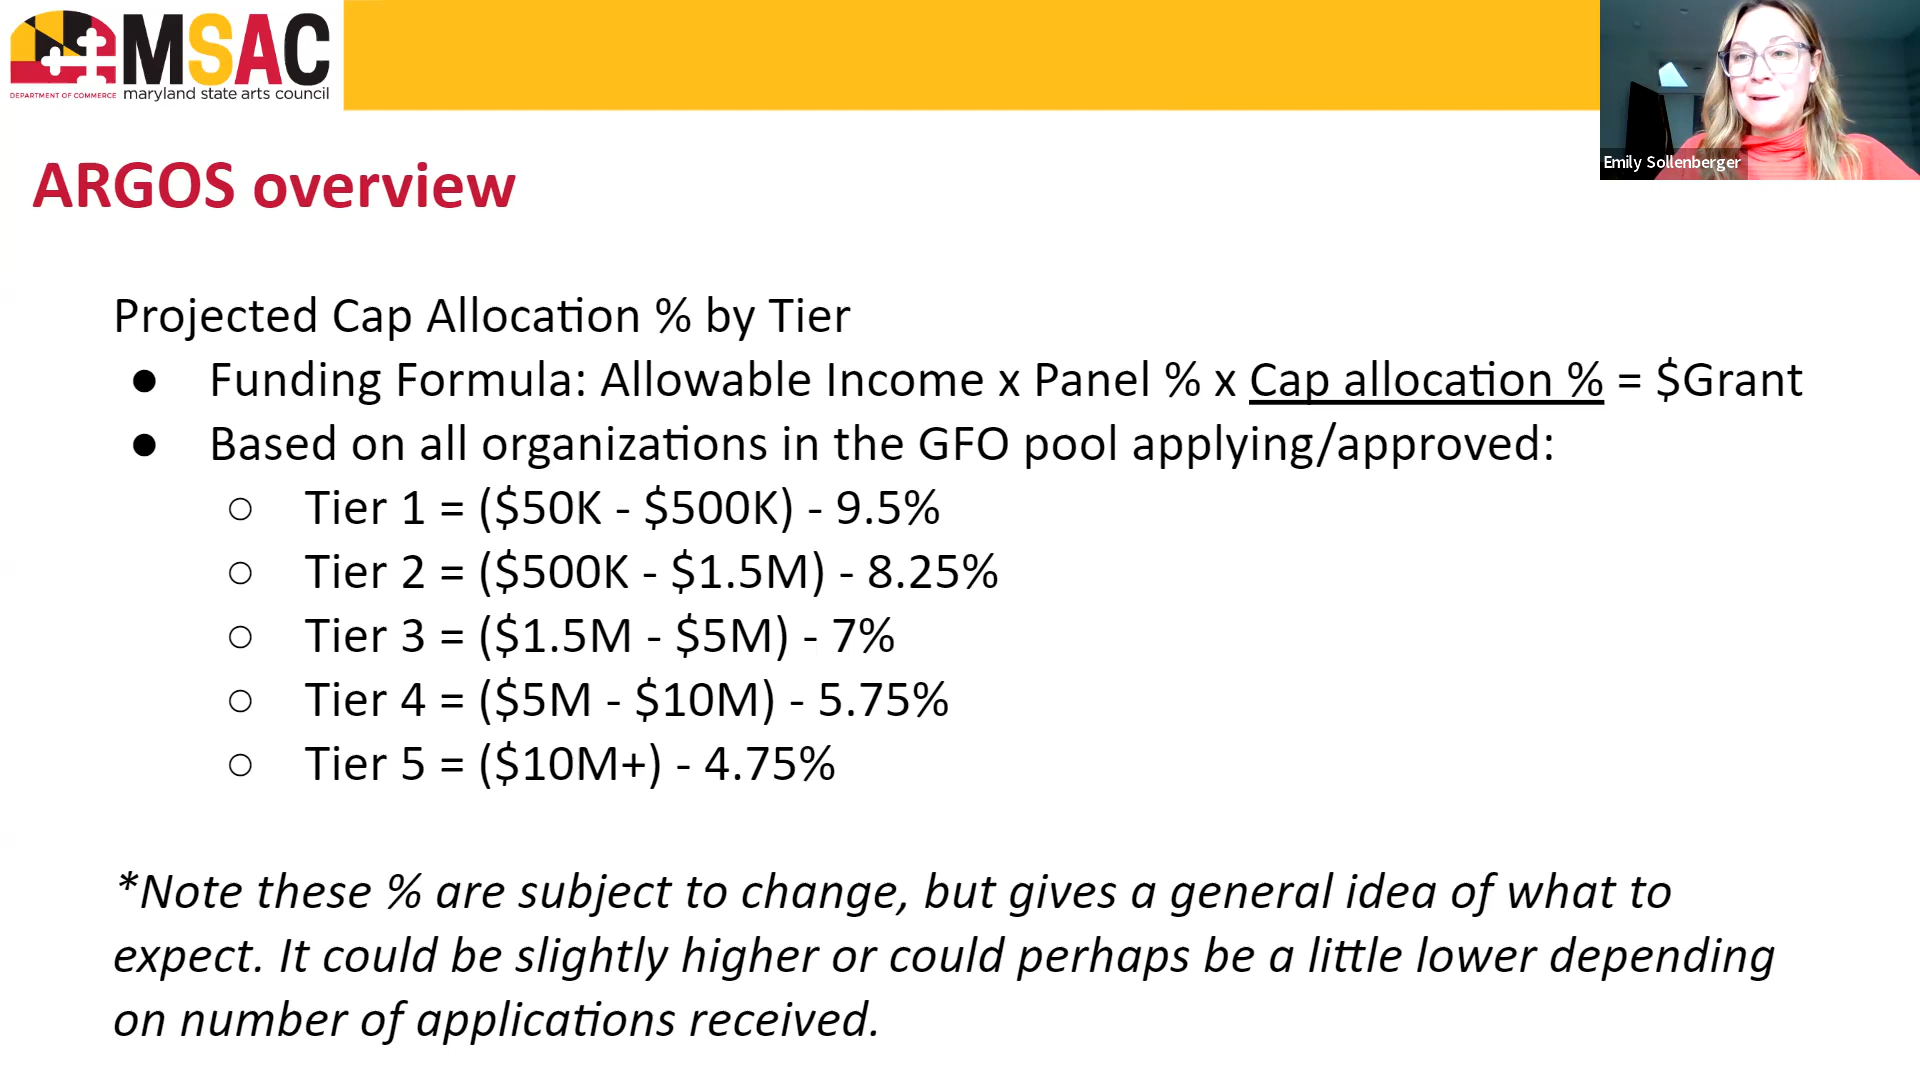 MSAC
DEPARTMENT OF COMMERCE maryland state arts council
Emily Sollenberger
ARGOS overview
Projected Cap Allocation % by Tier
● Funding Formula: Allowable Income x Panel % x Cap allocation % = $Grant
● Based on all organizations in the GFO pool applying/approved:
○ Tier 1 = ($50K - $500K) - 9.5%
○ Tier 2 = ($500K - $1.5M) - 8.25%
○ Tier 3 = ($1.5M - $5M) - 7%
○ Tier 4 = ($5M - $10M) - 5.75%
○ Tier 5 = ($10M+) - 4.75%
*Note these % are subject to change, but gives a general idea of what to
expect. It could be slightly higher or could perhaps be a little lower depending
on number of applications received.